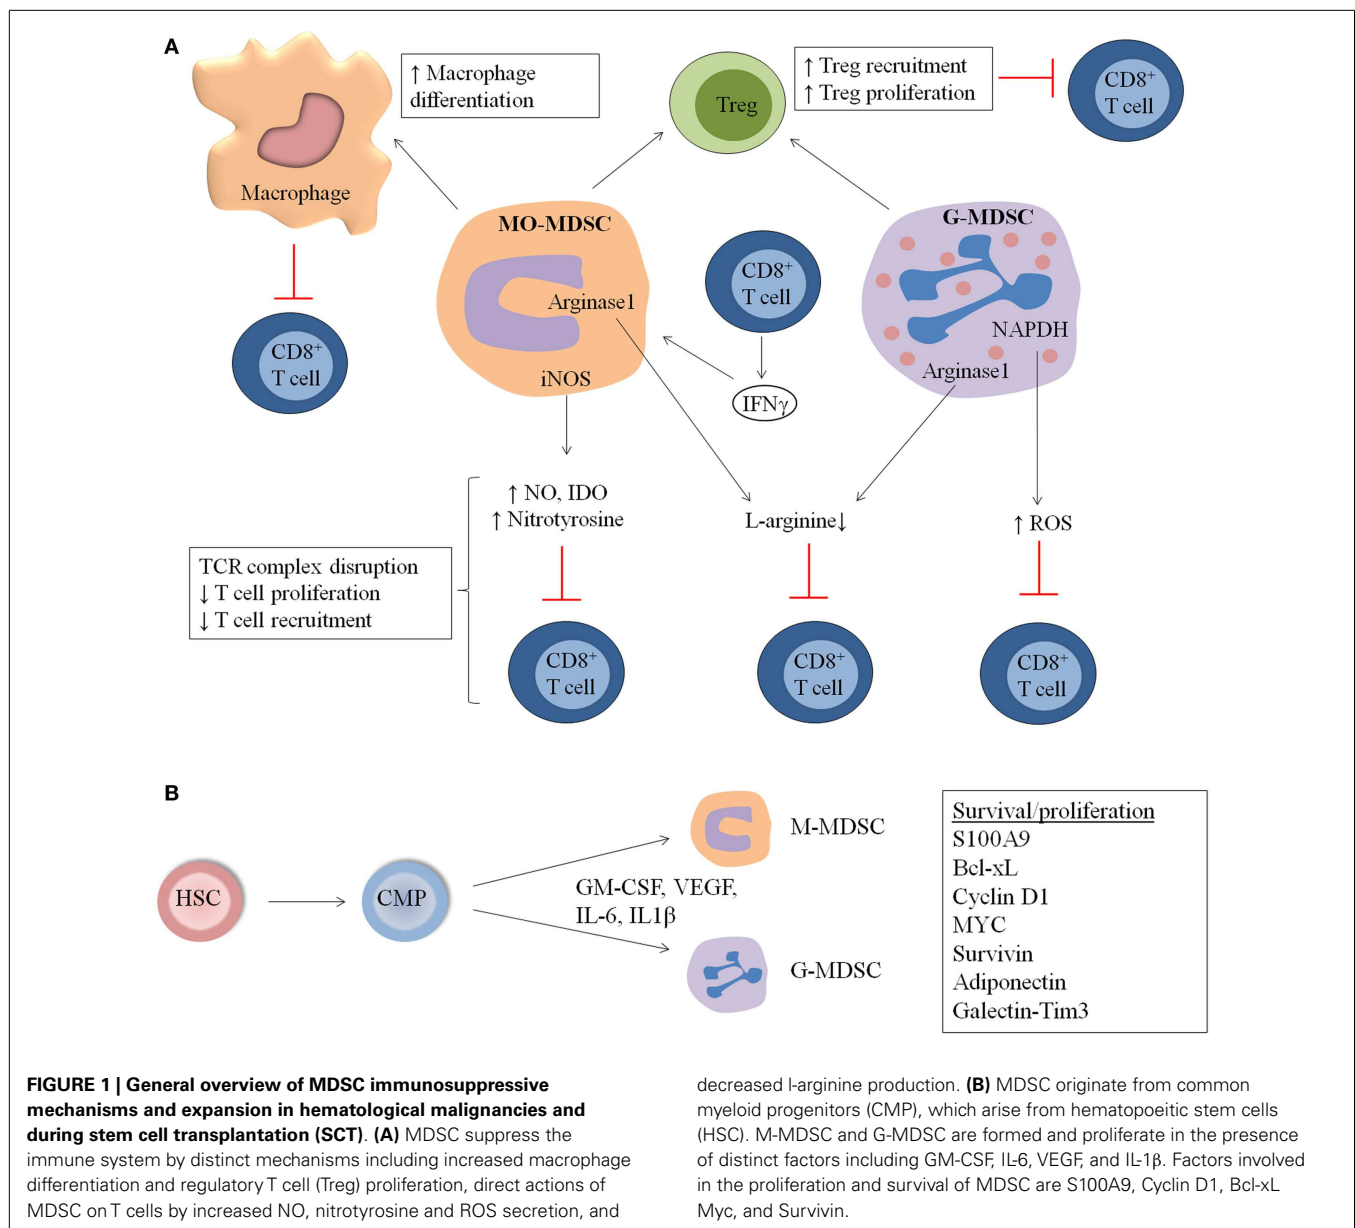 A
↑ Macrophage
differentiation
Macrophage
Treg
↑ Treg recruitment
↑ Treg proliferation
CD8+
T cell
MO-MDSC
Arginase1
iNOS
CD8+
T cell
IFNγ
G-MDSC
NAPDH
Arginase1
CD8+
T cell
↑ NO, IDO
↑ Nitrotyrosine
L-arginine↓
↑ ROS
TCR complex disruption
↓ T cell proliferation
↓ T cell recruitment
CD8+
T cell
CD8+
T cell
CD8+
T cell
B
HSC
CMP
GM-CSF, VEGF,
IL-6, IL1β
M-MDSC
G-MDSC
Survival/proliferation
S100A9
Bcl-xL
Cyclin D1
MYC
Survivin
Adiponectin
Galectin-Tim3
FIGURE 1 | General overview of MDSC immunosuppressive
mechanisms and expansion in hematological malignancies and
during stem cell transplantation (SCT). (A) MDSC suppress the
immune system by distinct mechanisms including increased macrophage
differentiation and regulatory T cell (Treg) proliferation, direct actions of
MDSC on T cells by increased NO, nitrotyrosine and ROS secretion, and
decreased l-arginine production. (B) MDSC originate from common
myeloid progenitors (CMP), which arise from hematopoeitic stem cells
(HSC). M-MDSC and G-MDSC are formed and proliferate in the presence
of distinct factors including GM-CSF, IL-6, VEGF, and IL-1β. Factors involved
in the proliferation and survival of MDSC are S100A9, Cyclin D1, Bcl-xL
Myc, and Survivin.